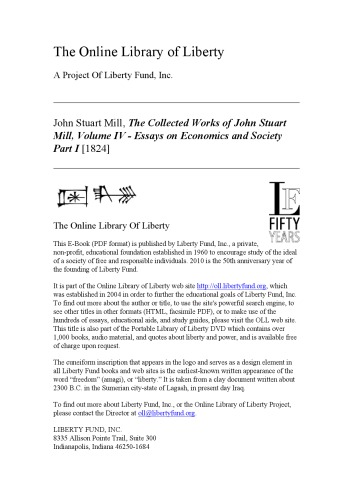 The Online Library of Liberty
A Project Of Liberty Fund, Inc.
John Stuart Mill, The Collected Works of John Stuart
Mill, Volume IV - Essays on Economics and Society
Part I [1824]
LF
FIFTY
YEARS
The Online Library Of Liberty
This E-Book (PDF format) is published by Liberty Fund, Inc., a private,
non-profit, educational foundation established in 1960 to encourage study of the ideal
of a society of free and responsible individuals. 2010 is the 50th anniversary year of
the founding of Liberty Fund.
It is part of the Online Library of Liberty web site http://oll.libertyfund.org, which
was established in 2004 in order to further the educational goals of Liberty Fund, Inc.
To find out more about the author or title, to use the site's powerful search engine, to
see other titles in other formats (HTML, facsimile PDF), or to make use of the
hundreds of essays, educational aids, and study guides, please visit the OLL web site.
This title is also part of the Portable Library of Liberty DVD which contains over
1,000 books, audio material, and quotes about liberty and power, and is available free
of charge upon request.
The cuneiform inscription that appears in the logo and serves as a design element in
all Liberty Fund books and web sites is the earliest-known written appearance of the
word “freedom” (amagi), or “liberty.” It is taken from a clay document written about
2300 B.C. in the Sumerian city-state of Lagash, in present day Iraq.
To find out more about Liberty Fund, Inc., or the Online Library of Liberty Project,
please contact the Director at oll@libertyfund.org.
LIBERTY FUND, INC.
8335 Allison Pointe Trail, Suite 300
Indianapolis, Indiana 46250-1684